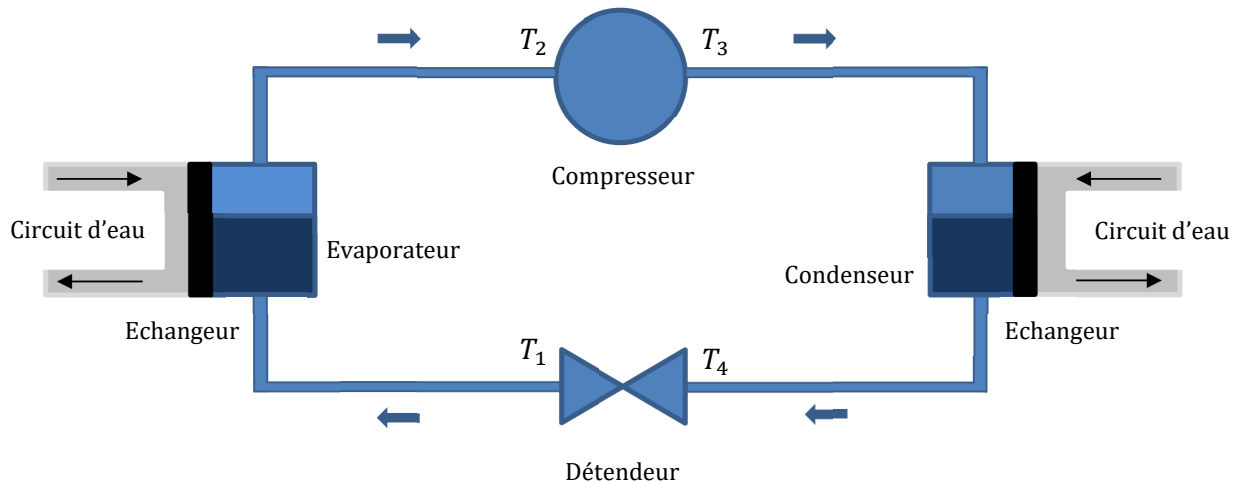 T₂
T₃
Compresseur
Circuit d’eau
Evaporateur
Condenseur
Circuit d’eau
Echangeur
Echangeur
T₁
T₄
Détendeur